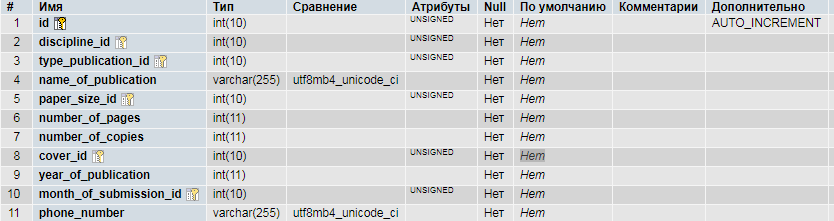 # Имя Тип Сравнение Атрибуты Null По умолчанию Комментарии Дополнительно
1 id int(10) UNSIGNED Нет Нет AUTO_INCREMENT
2 discipline_id int(10) UNSIGNED Нет Нет
3 type_publication_id int(10) UNSIGNED Нет Нет
4 name_of_publication varchar(255) utf8mb4_unicode_ci Нет Нет
5 paper_size_id int(10) UNSIGNED Нет Нет
6 number_of_pages int(11) Нет Нет
7 number_of_copies int(11) Нет Нет
8 cover_id int(10) UNSIGNED Нет Нет
9 year_of_publication int(11) Нет Нет
10 month_of_submission_id int(10) UNSIGNED Нет Нет
11 phone_number varchar(255) utf8mb4_unicode_ci Нет Нет